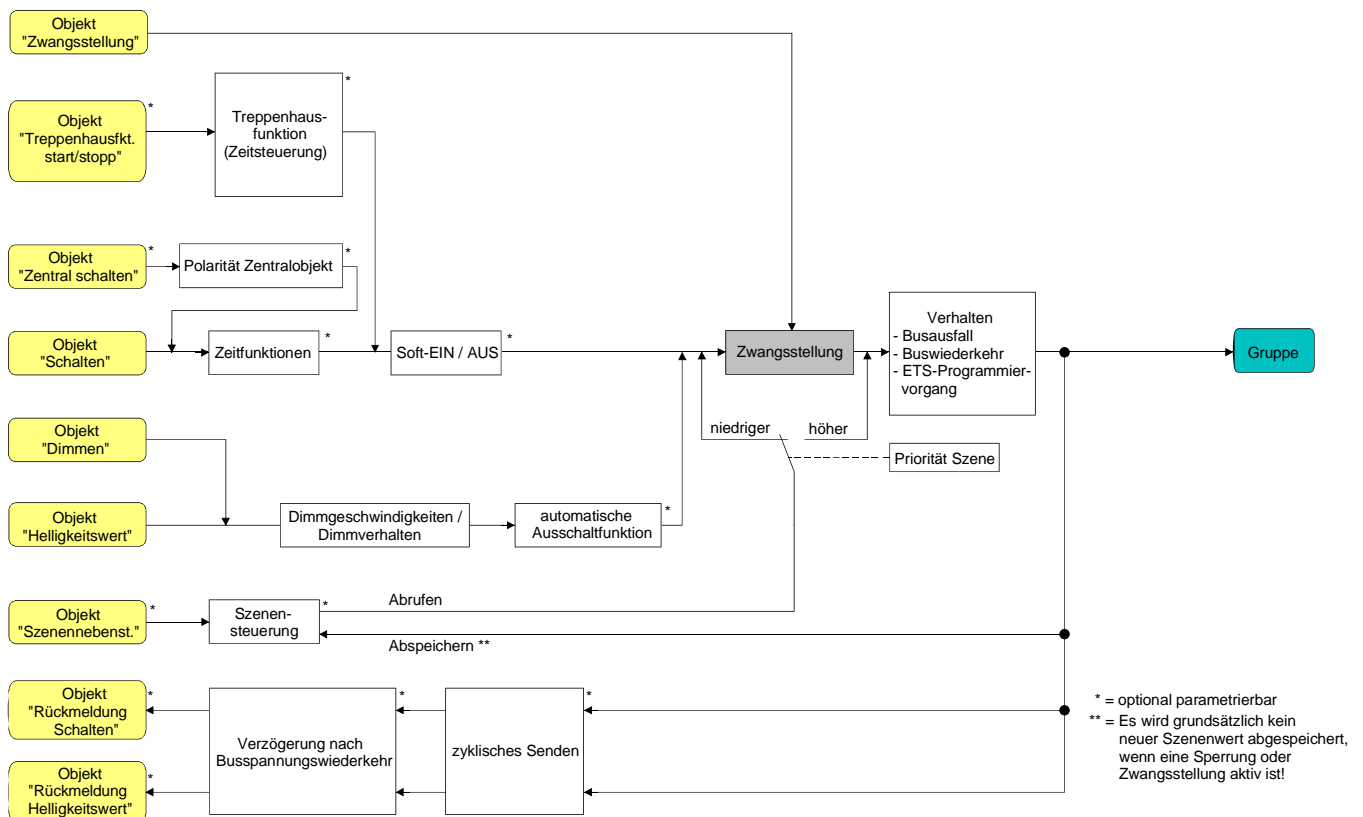 Objekt
"Zwangsstellung"
*
Objekt
"Treppenhausfkt.
start/stopp"
*
Treppenhaus-
funktion
(Zeitsteuerung)
*
Objekt
"Zentral schalten"
*
Polarität Zentralobjekt
*
Objekt
"Schalten"
Zeitfunktionen
*
Soft-EIN / AUS
*
Zwangsstellung
Verhalten
- Busausfall
- Buswiederkehr
- ETS-Programmier-
vorgang
Gruppe
niedriger
höher
Priorität Szene
Objekt
"Dimmen"
Objekt
"Helligkeitswert"
Dimmgeschwindigkeiten /
Dimmverhalten
automatische
Ausschaltfunktion
*
Objekt
"Szenennebenst."
*
Szenen-
steuerung
*
Abrufen
Abspeichern **
Objekt
"Rückmeldung
Schalten"
*
Verzögerung nach
Busspannungswiederkehr
*
zyklisches Senden
*
Objekt
"Rückmeldung
Helligkeitswert"
*
* = optional parametrierbar
** = Es wird grundsätzlich kein
neuer Szenenwert abgespeichert,
wenn eine Sperrung oder
Zwangsstellung aktiv ist!